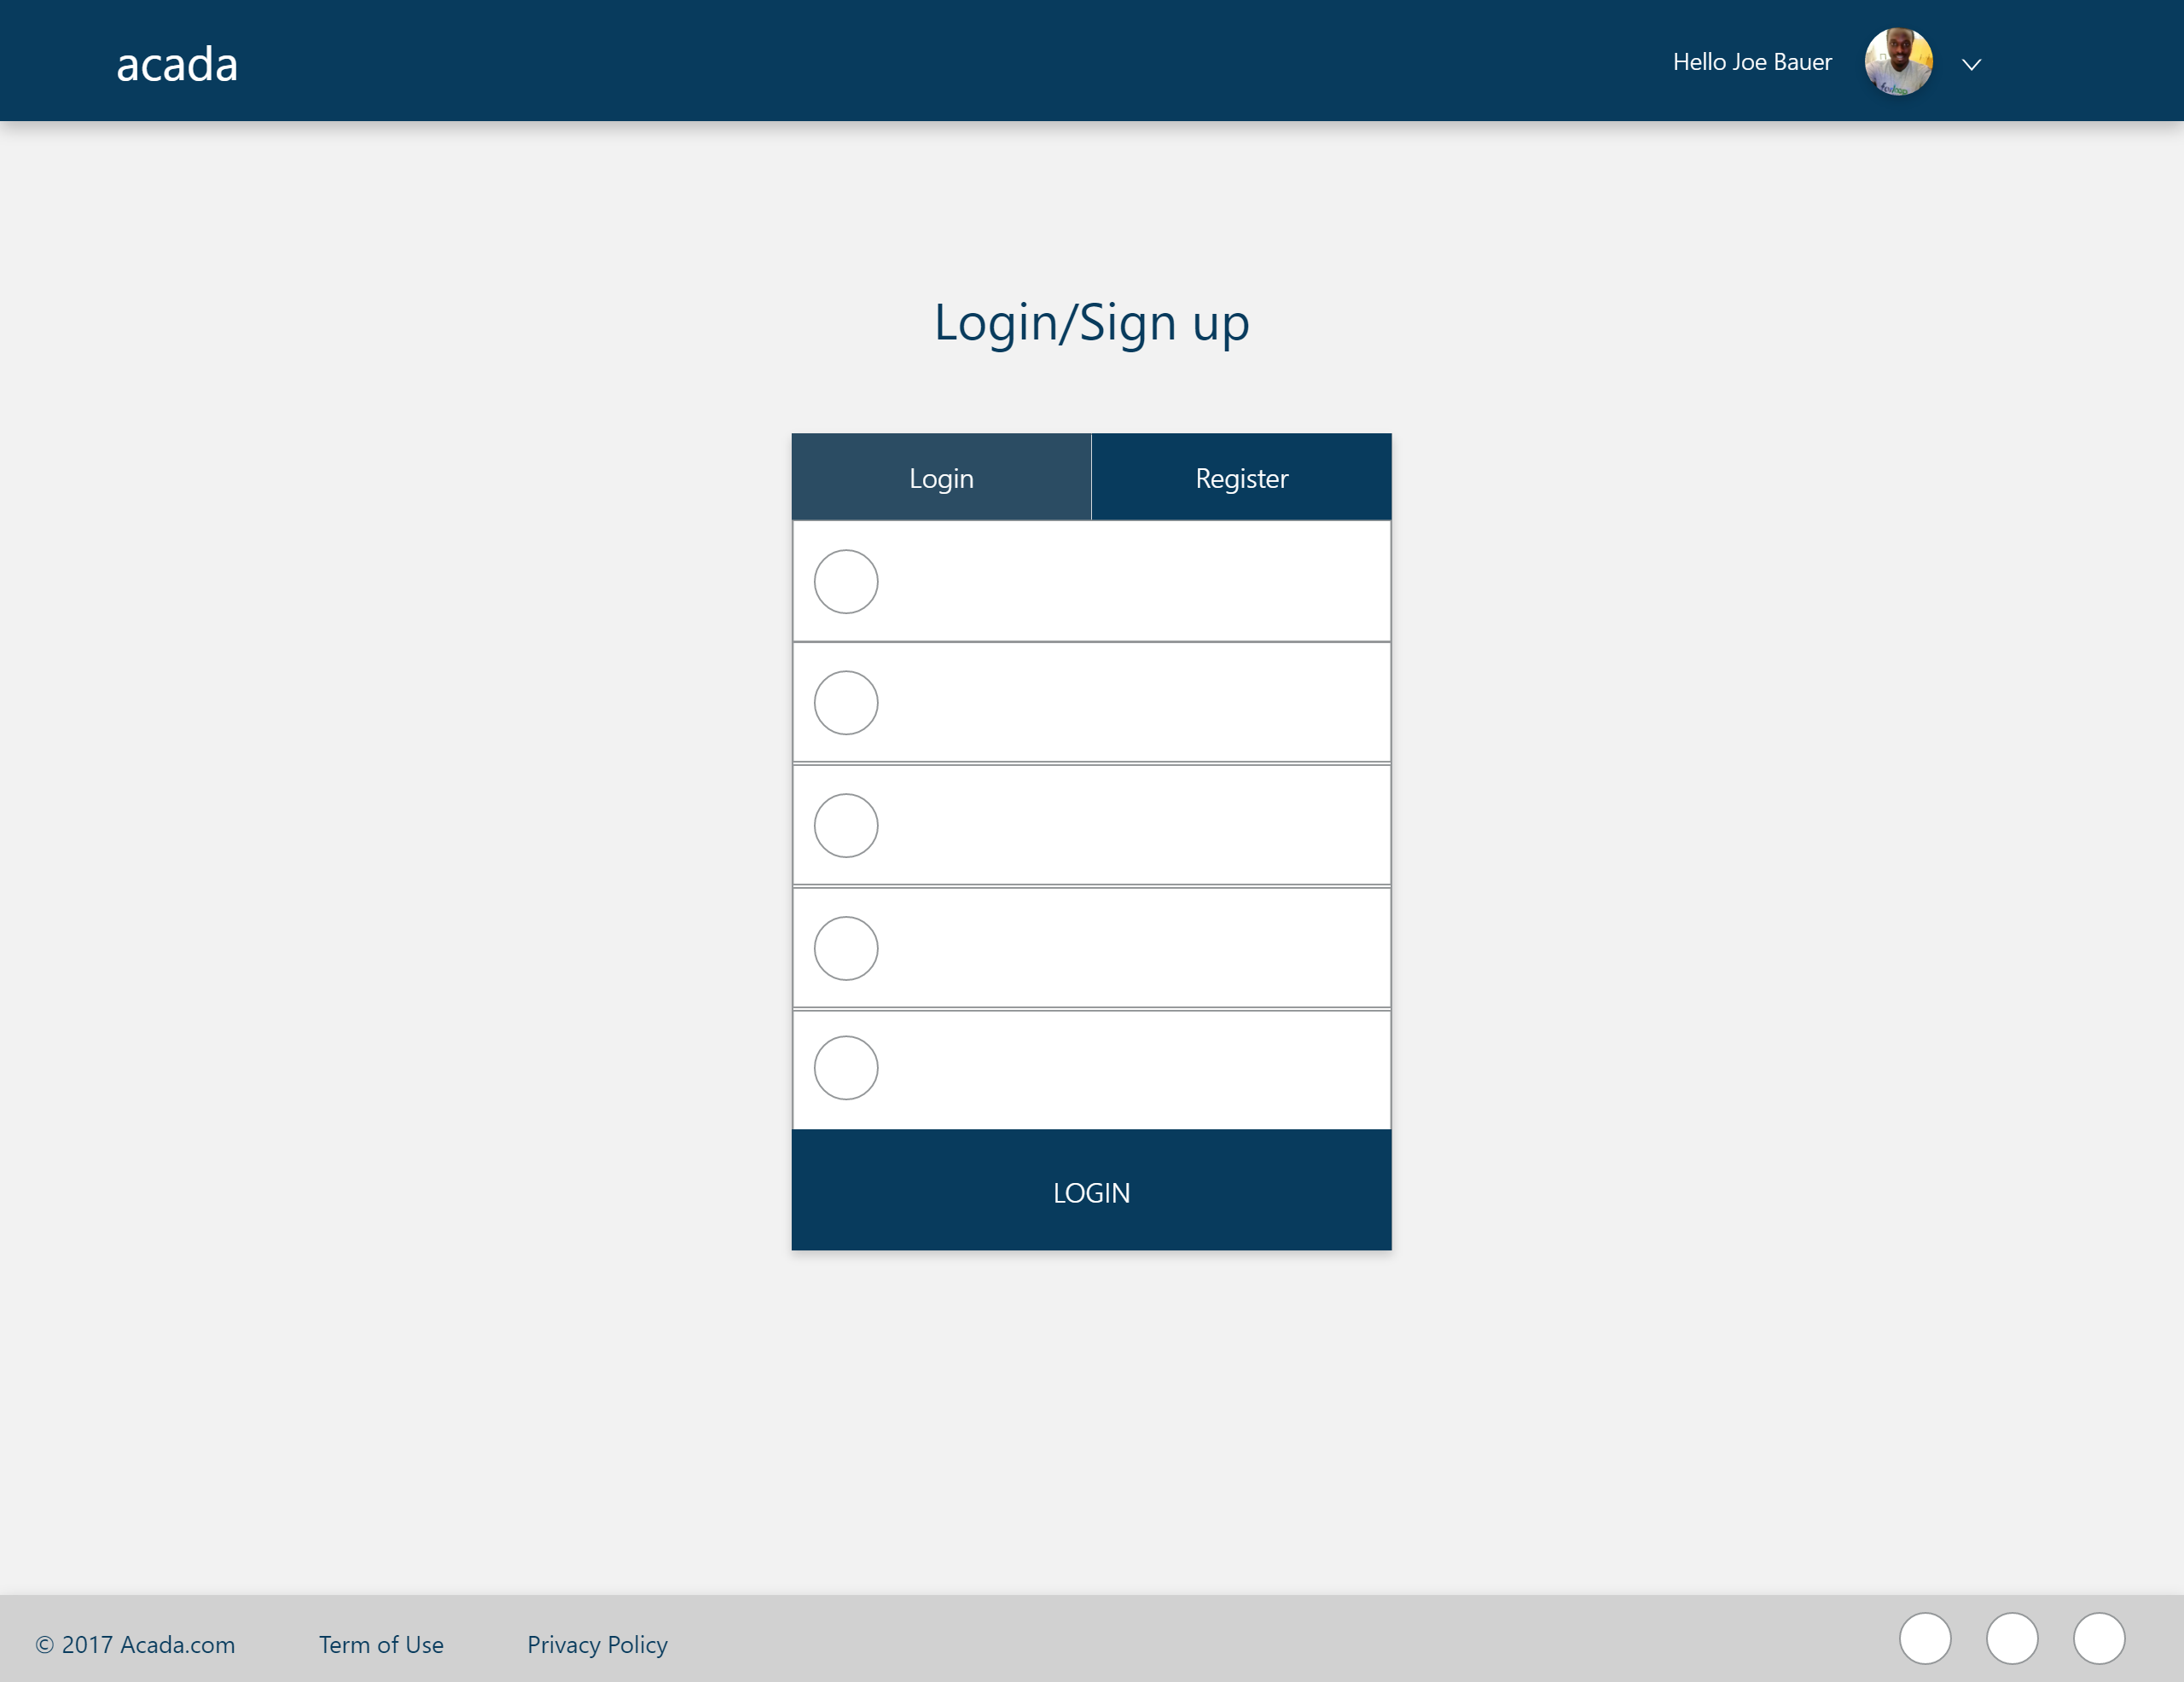 acada
Hello Joe Bauer
Login/Sign up
Login
Register
LOGIN
© 2017 Acada.com
Term of Use
Privacy Policy